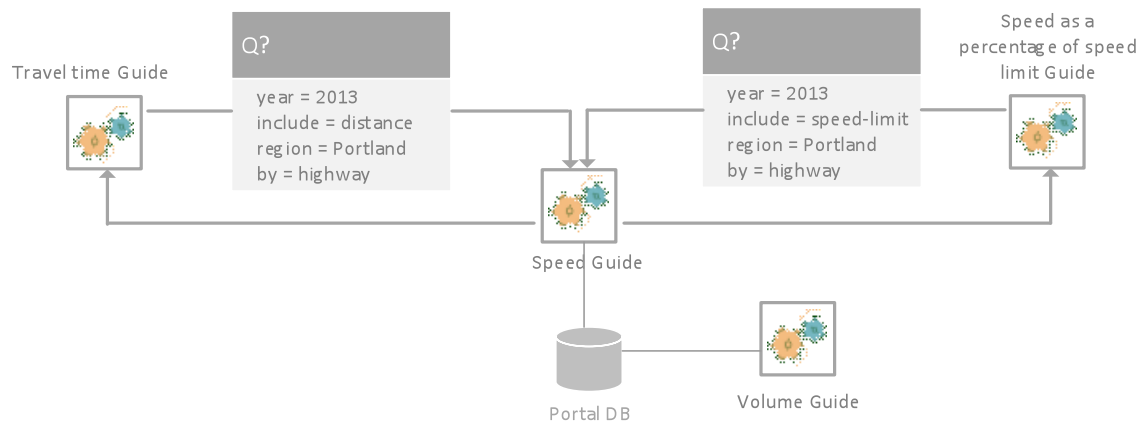 Travel time Guide
Q?
year = 2013
include = distance
region = Portland
by = highway
Q?
year = 2013
include = speed-limit
region = Portland
by = highway
Speed as a
percentage of speed
limit Guide
Speed Guide
Portal DB
Volume Guide